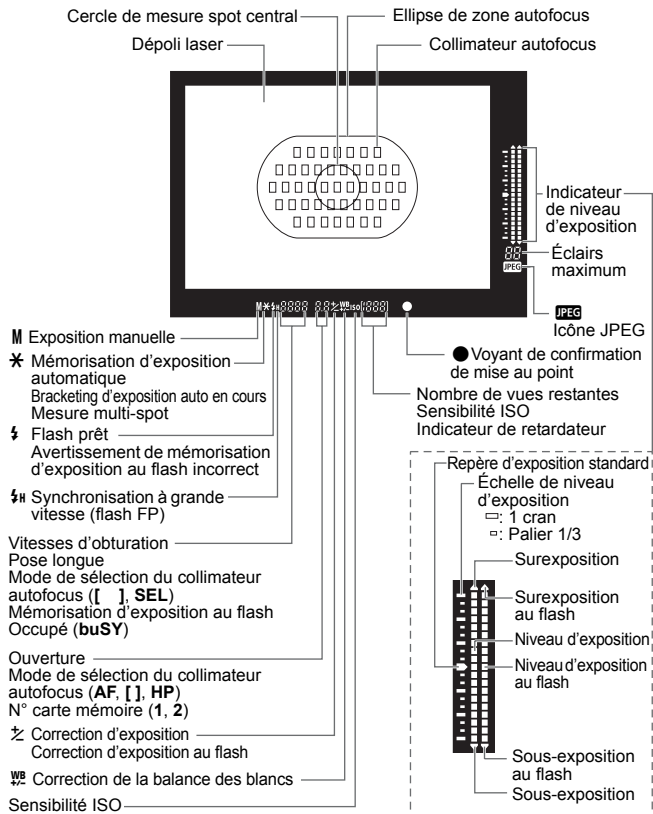 Cercle de mesure spot central
Ellipse de zone autofocus
Dépoli laser
Collimateur autofocus
Indicateur
de niveau
d'exposition
Éclairs
maximum
JPEG
JPEG
Icône JPEG
M
WB
ISO
M Exposition manuelle
Mémorisation d'exposition
automatique
Bracketing d'exposition auto en cours
Mesure multi-spot
Flash prêt
Avertissement de mémorisation
d'exposition au flash incorrect
H Synchronisation à grande
vitesse (flash FP)
Vitesses d'obturation
Pose longue
Mode de sélection du collimateur
autofocus ([ ], SEL)
Mémorisation d'exposition au flash
Occupé (buSY)
Ouverture
Mode de sélection du collimateur
autofocus (AF, [ ], HP)
N° carte mémoire (1, 2)
Correction d'exposition
Correction d'exposition au flash
WB +/- Correction de la balance des blancs
Sensibilité ISO
● Voyant de confirmation
de mise au point
Nombre de vues restantes
Sensibilité ISO
Indicateur de retardateur
Repère d'exposition standard
Échelle de niveau
d'exposition
: 1 cran
: Palier 1/3
Surexposition
Surexposition
au flash
Niveau d'exposition
Niveau d'exposition
au flash
Sous-exposition
au flash
Sous-exposition